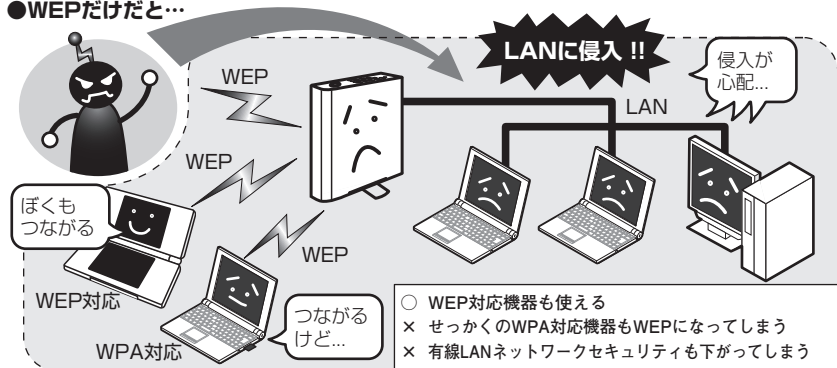 ●WEPだけだと…
LANに侵入 !!
侵入が
心配...
WEP
LAN
WEP
ぼくも
つながる
WEP
WEP対応
つながる
けど...
WPA対応
○ WEP対応機器も使える
× せっかくのWPA対応機器もWEPになってしまう
× 有線LANネットワークセキュリティも下がってしまう